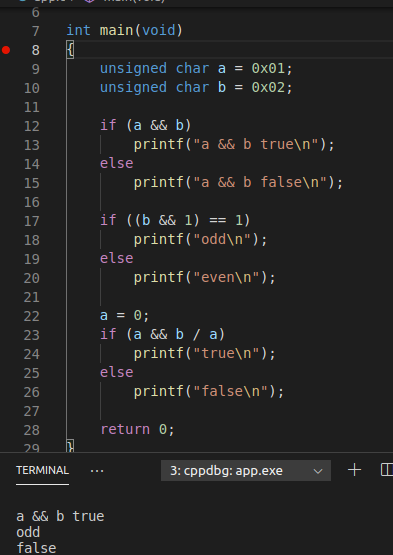 6
7 int main(void)
8 {
9 unsigned char a = 0x01;
10 unsigned char b = 0x02;
11
12 if (a && b)
13 printf("a && b true\n");
14 else
15 printf("a && b false\n");
16
17 if ((b && 1) == 1)
18 printf("odd\n");
19 else
20 printf("even\n");
21
22 a = 0;
23 if (a && b / a)
24 printf("true\n");
25 else
26 printf("false\n");
27
28 return 0;
29 }
TERMINAL ... 3: cppdbg: app.exe
a && b true
odd
false